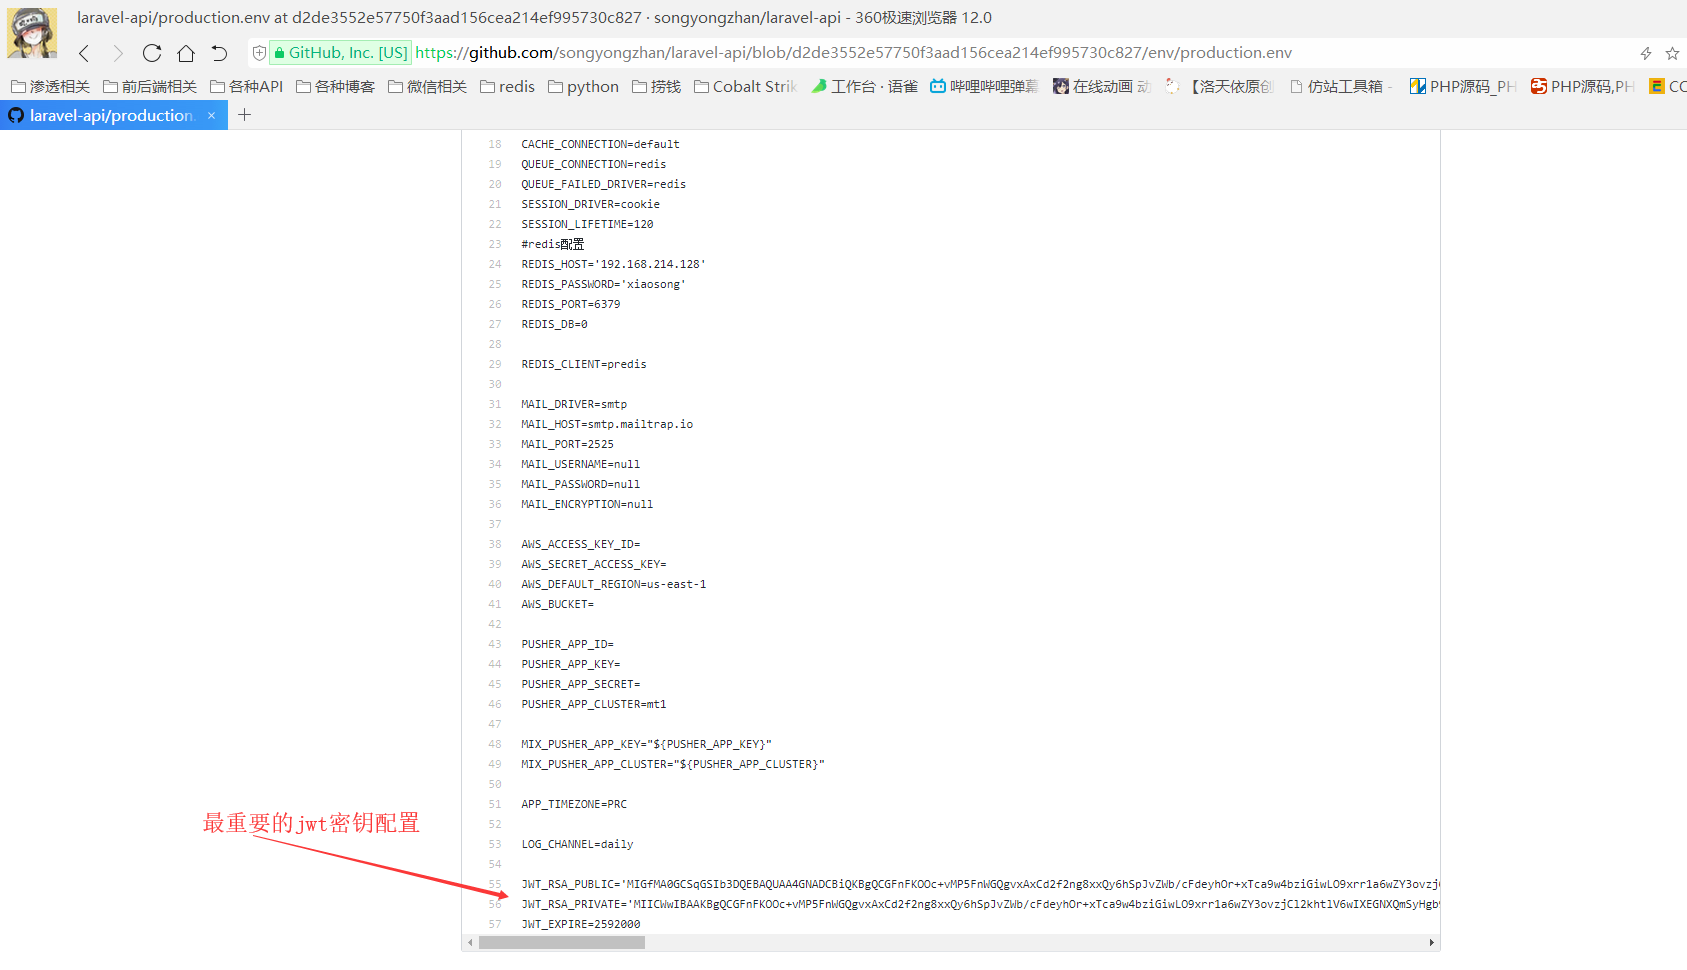 laravel-api/production.env at d2de3552e57750f3aad156cea214ef995730c827 · songyongzhan/laravel-api - 360极速浏览器 12.0
GitHub, Inc. [US] https://github.com/songyongzhan/laravel-api/blob/d2de3552e57750f3aad156cea214ef995730c827/env/production.env
渗透相关 前后端相关 各种API 各种博客 微信相关 redis python 捞钱 Cobalt Strik 工作台 · 语雀 哔哩哔哩弹幕 在线动画 动 【洛天依原创 仿站工具箱 - PHP源码_PH PHP源码,PH CC
laravel-api/production.
18 CACHE_CONNECTION=default
19 QUEUE_CONNECTION=redis
20 QUEUE_FAILED_DRIVER=redis
21 SESSION_DRIVER=cookie
22 SESSION_LIFETIME=120
23 #redis配置
24 REDIS_HOST='192.168.214.128'
25 REDIS_PASSWORD='xiaosong'
26 REDIS_PORT=6379
27 REDIS_DB=0
28
29 REDIS_CLIENT=predis
30
31 MAIL_DRIVER=smtp
32 MAIL_HOST=smtp.mailtrap.io
33 MAIL_PORT=2525
34 MAIL_USERNAME=null
35 MAIL_PASSWORD=null
36 MAIL_ENCRYPTION=null
37
38 AWS_ACCESS_KEY_ID=
39 AWS_SECRET_ACCESS_KEY=
40 AWS_DEFAULT_REGION=us-east-1
41 AWS_BUCKET=
42
43 PUSHER_APP_ID=
44 PUSHER_APP_KEY=
45 PUSHER_APP_SECRET=
46 PUSHER_APP_CLUSTER=mt1
47
48 MIX_PUSHER_APP_KEY="${PUSHER_APP_KEY}"
49 MIX_PUSHER_APP_CLUSTER="${PUSHER_APP_CLUSTER}"
50
51 APP_TIMEZONE=PRC
最重要的jwt密钥配置
52
53 LOG_CHANNEL=daily
54
55 JWT_RSA_PUBLIC='MIGfMA0GCSqGSIb3DQEBAQUAA4GNADCBiQKBgQCGFnFKOOc+vMP5FnWGQgvxAxCd2f2ng8xxQy6hSpJvZWb/cFdeyhOr+xTca9w4bziGiwLO9xrr1a6wZY3ovzj
56 JWT_RSA_PRIVATE='MIICWwIBAAKBgQCGFnFKOOc+vMP5FnWGQgvxAxCd2f2ng8xxQy6hSpJvZWb/cFdeyhOr+xTca9w4bziGiwLO9xrr1a6wZY3ovzjCl2khtlV6wIXEGNXQmSyHgb
57 JWT_EXPIRE=2592000